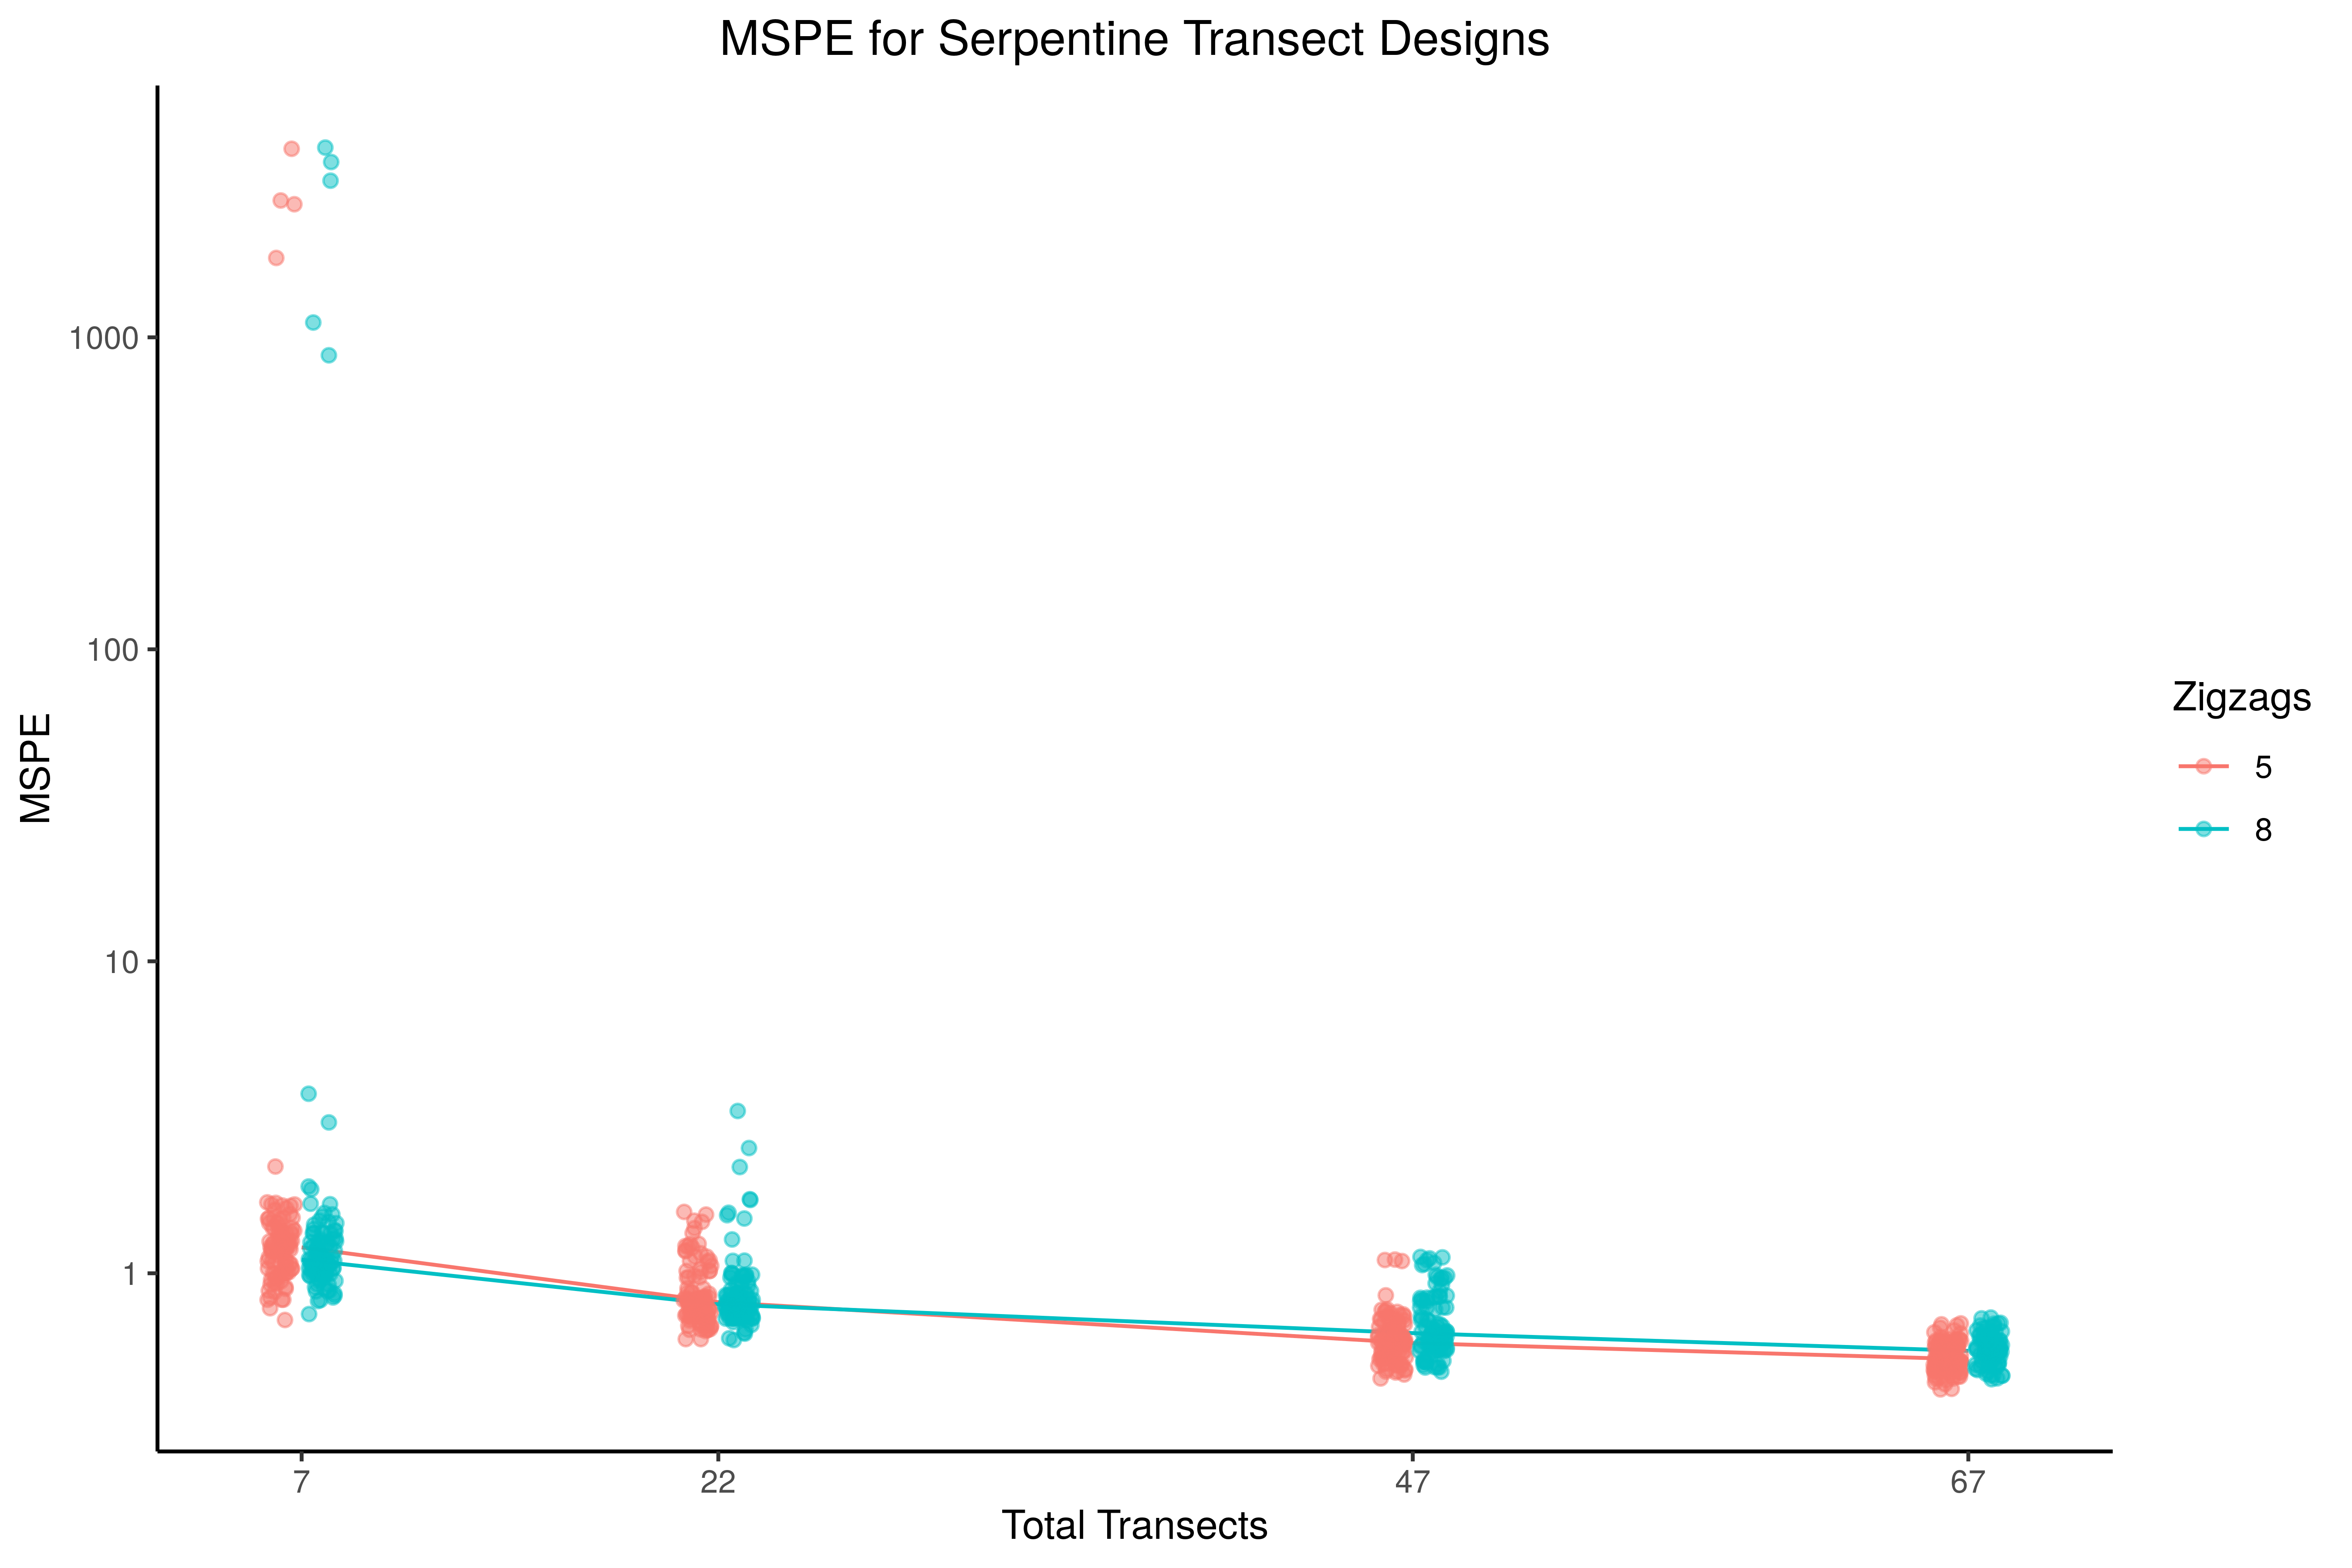 MSPE for Serpentine Transect Designs
MSPE
1000
100
10
1
7
22
47
67
Total Transects
Zigzags
5
8